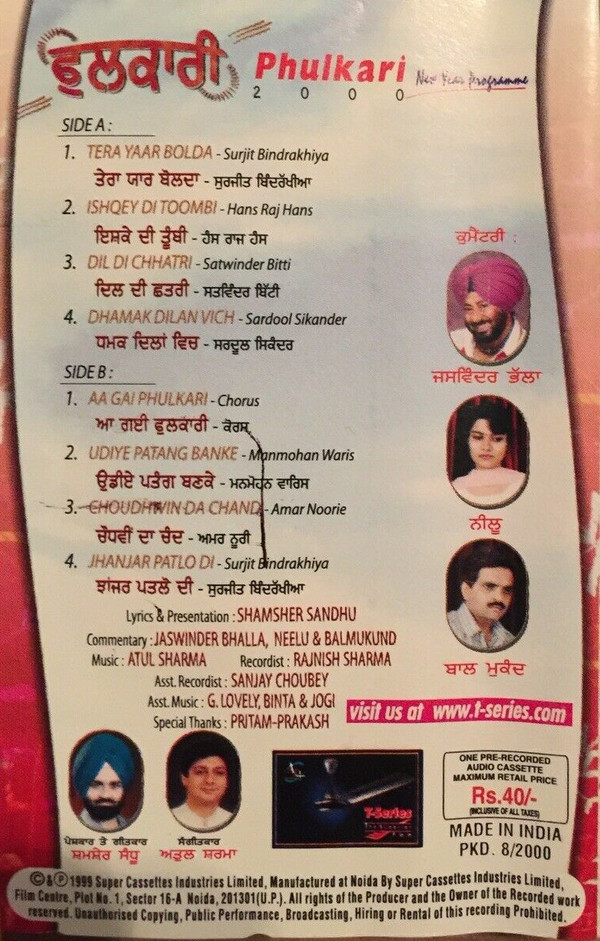 ਫੁਲਕਾਰੀ Phulkari New Year Programme
2 0 0 0
SIDE A :
1. TERA YAAR BOLDA - Surjit Bindrakhiya
ਤੇਰਾ ਯਾਰ ਬੋਲਦਾ - ਸੁਰਜੀਤ ਬਿੰਦਰੱਖੀਆ
2. ISHQEY DI TOOMBI - Hans Raj Hans
ਇਸ਼ਕੇ ਦੀ ਤੂੰਬੀ - ਹੰਸ ਰਾਜ ਹੰਸ
3. DIL DI CHHATRI - Satwinder Bitti
ਦਿਲ ਦੀ ਛਤਰੀ - ਸਤਵਿੰਦਰ ਬਿੱਟੀ
4. DHAMAK DILAN VICH - Sardool Sikander
ਧਮਕ ਦਿਲਾਂ ਵਿਚ - ਸਰਦੂਲ ਸਿਕੰਦਰ
SIDE B :
1. AA GAI PHULKARI - Chorus
ਆ ਗਈ ਫੁਲਕਾਰੀ - ਕੋਰਸ
2. UDIYE PATANG BANKE - Manmohan Waris
ਉਡੀਏ ਪਤੰਗ ਬਣਕੇ - ਮਨਮੋਹਨ ਵਾਰਿਸ
3. CHOUDHWIN DA CHAND - Amar Noorie
ਚੌਧਵੀਂ ਦਾ ਚੰਦ - ਅਮਰ ਨੂਰੀ
4. JHANJAR PATLO DI - Surjit Bindrakhiya
ਝਾਂਜਰ ਪਤਲੋ ਦੀ - ਸੁਰਜੀਤ ਬਿੰਦਰੱਖੀਆ
ਕੁਮੈਂਟਰੀ :
ਜਸਵਿੰਦਰ ਭੱਲਾ
ਨੀਲੂ
ਬਾਲ ਮੁਕੰਦ
Lyrics & Presentation : SHAMSHER SANDHU
Commentary : JASWINDER BHALLA, NEELU & BALMUKUND
Music : ATUL SHARMA Recordist : RAJNISH SHARMA
Asst. Recordist : SANJAY CHOUBEY
Asst. Music : G. LOVELY, BINTA & JOGI
Special Thanks : PRITAM-PRAKASH
visit us at www.t-series.com
ਪੇਸ਼ਕਾਰ ਤੇ ਗੀਤਕਾਰ
ਸ਼ਮਸ਼ੇਰ ਸੰਧੂ
ਸੰਗੀਤਕਾਰ
ਅਤੁਲ ਸ਼ਰਮਾ
T-Series
ONE PRE-RECORDED
AUDIO CASSETTE
MAXIMUM RETAIL PRICE
Rs.40/-
(INCLUSIVE OF ALL TAXES)
MADE IN INDIA
PKD. 8/2000
©&℗ 1999 Super Cassettes Industries Limited, Manufactured at Noida By Super Cassettes Industries Limited,
Film Centre, Plot No. 1, Sector 16-A Noida, 201301(U.P.). All rights of the Producer and the Owner of the Recorded work
reserved. Unauthorised Copying, Public Performance, Broadcasting, Hiring or Rental of this recording Prohibited.